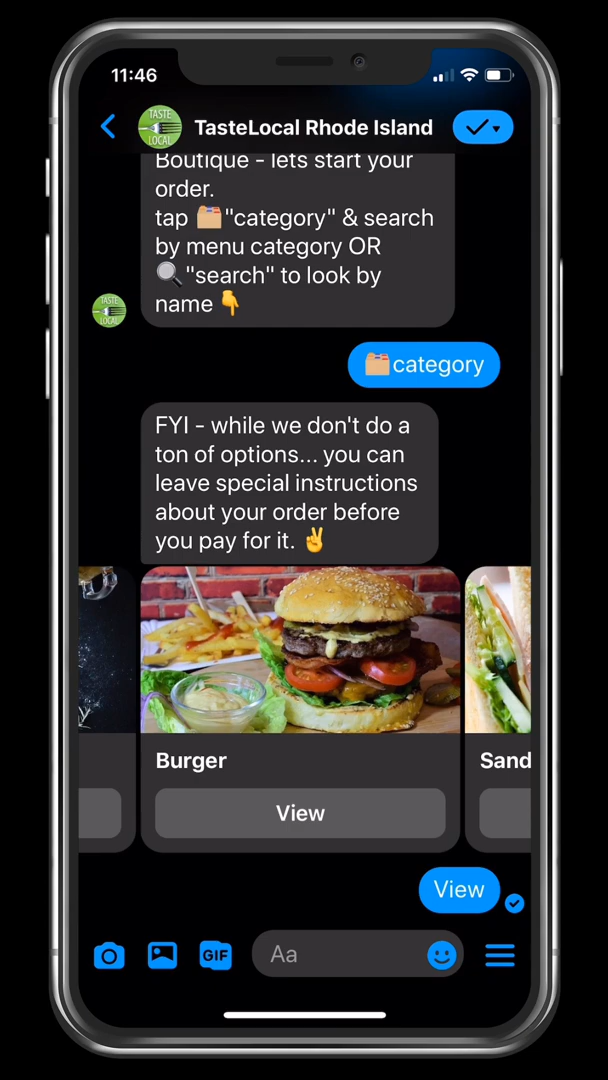 11:46
TASTE
LOCAL
TasteLocal Rhode Island
Boutique - lets start your
order.
tap 🗂️"category" & search
by menu category OR
🔍"search" to look by
name 👇
TASTE
LOCAL
🗂️category
FYI - while we don't do a
ton of options... you can
leave special instructions
about your order before
you pay for it. ✌️
Burger
Sand
View
View
GIF
Aa